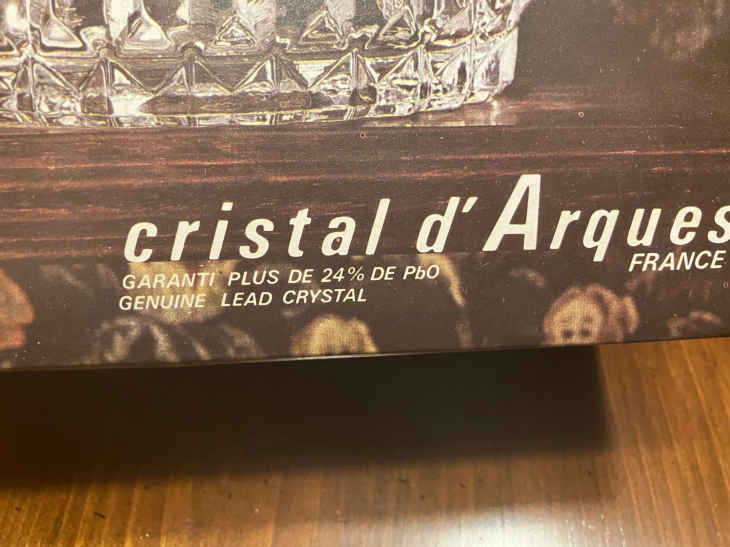 cristal d'Arques
FRANCE
GARANTI PLUS DE 24% DE PbO
GENUINE LEAD CRYSTAL